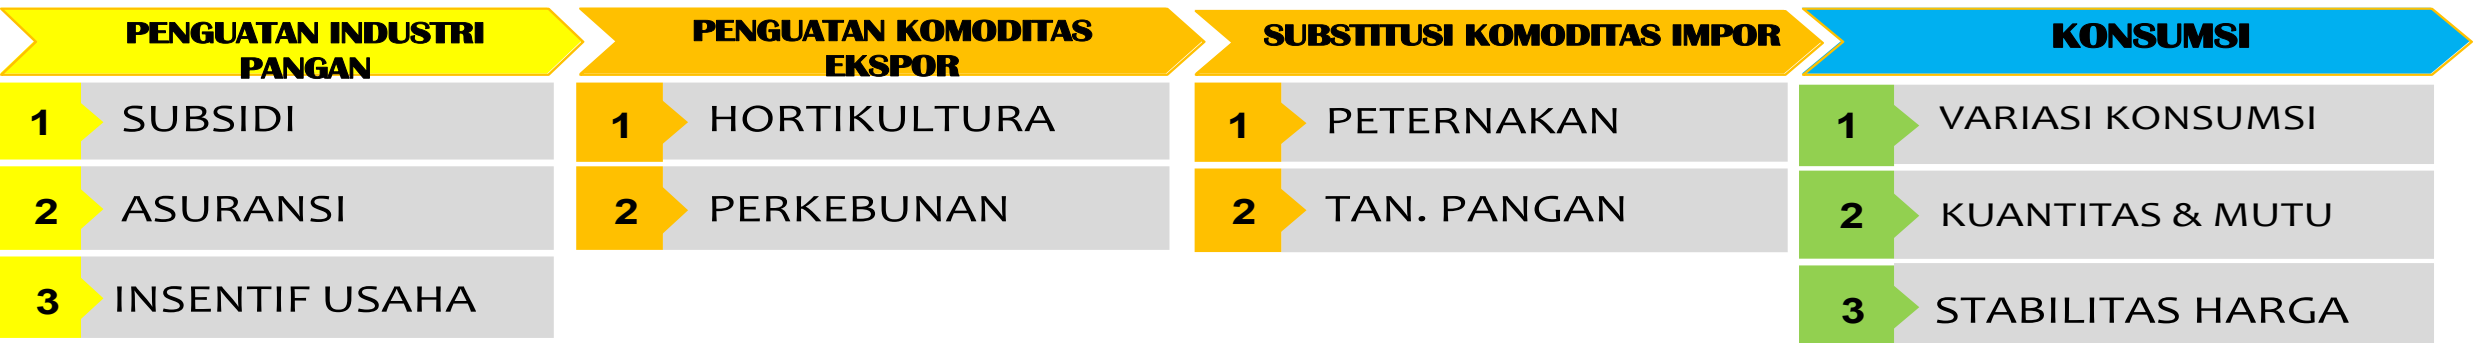 PENGUATAN INDUSTRI
PANGAN
1 SUBSIDI
2 ASURANSI
3 INSENTIF USAHA
PENGUATAN KOMODITAS
EKSPOR
1 HORTIKULTURA
2 PERKEBUNAN
SUBSTITUSI KOMODITAS IMPOR
1 PETERNAKAN
2 TAN. PANGAN
KONSUMSI
1 VARIASI KONSUMSI
2 KUANTITAS & MUTU
3 STABILITAS HARGA